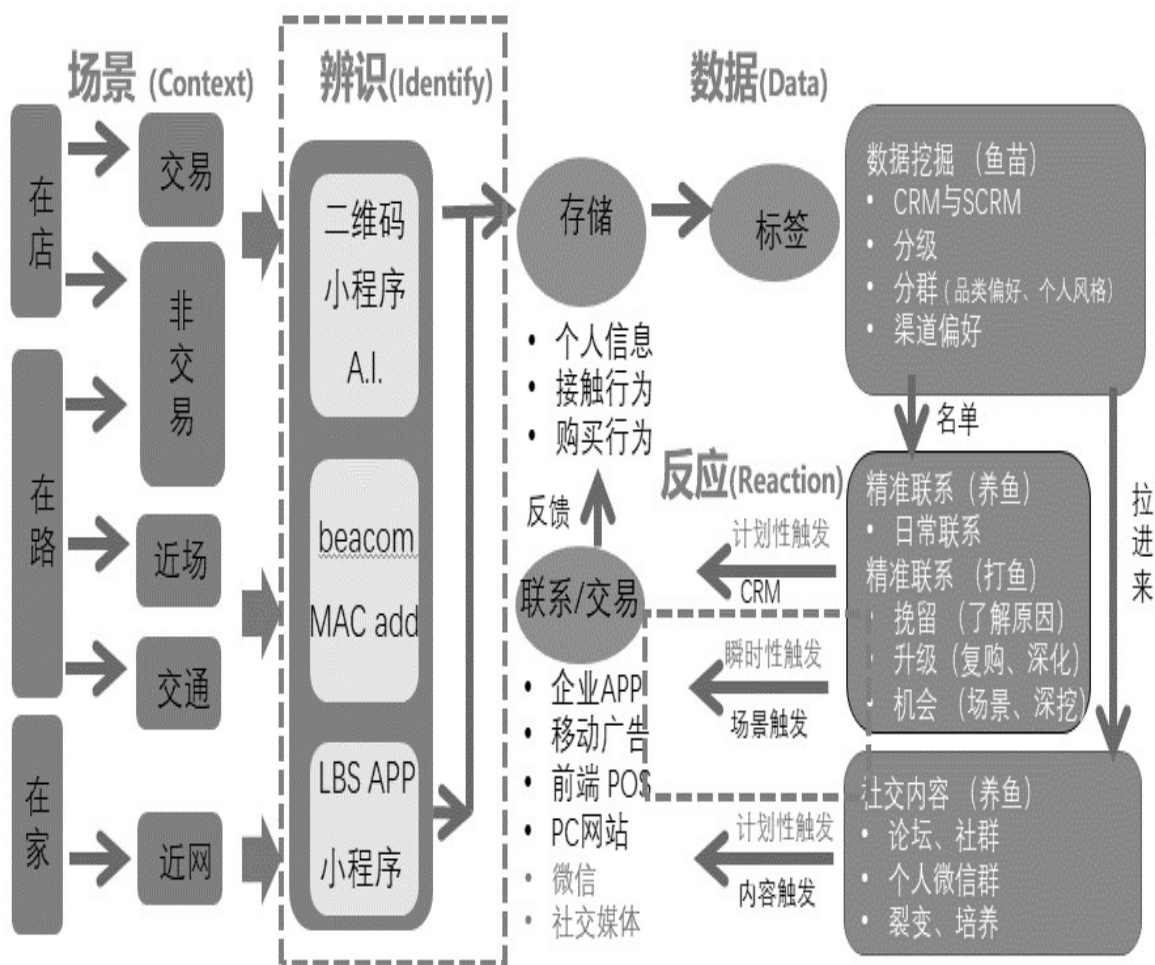 场景 (Context)
辨识(Identify)
数据(Data)
在店
在路
在家
交易
非交易
近场
交通
近网
二维码
小程序
A.I.
beacom
MAC add
LBS APP
小程序
存储
标签
• 个人信息
• 接触行为
• 购买行为
反馈
联系/交易
• 企业APP
• 移动广告
• 前端 POS
• PC网站
• 微信
• 社交媒体
数据挖掘 （鱼苗）
• CRM与SCRM
• 分级
• 分群 ( 品类偏好、个人风格)
• 渠道偏好
名单
拉进来
反应(Reaction)
计划性触发
CRM
瞬时性触发
场景触发
计划性触发
内容触发
精准联系 （养鱼）
• 日常联系
精准联系 （打鱼）
• 挽留 （了解原因）
• 升级（复购、深化）
• 机会 （场景、深挖）
社交内容 （养鱼）
• 论坛、社群
• 个人微信群
• 裂变、培养